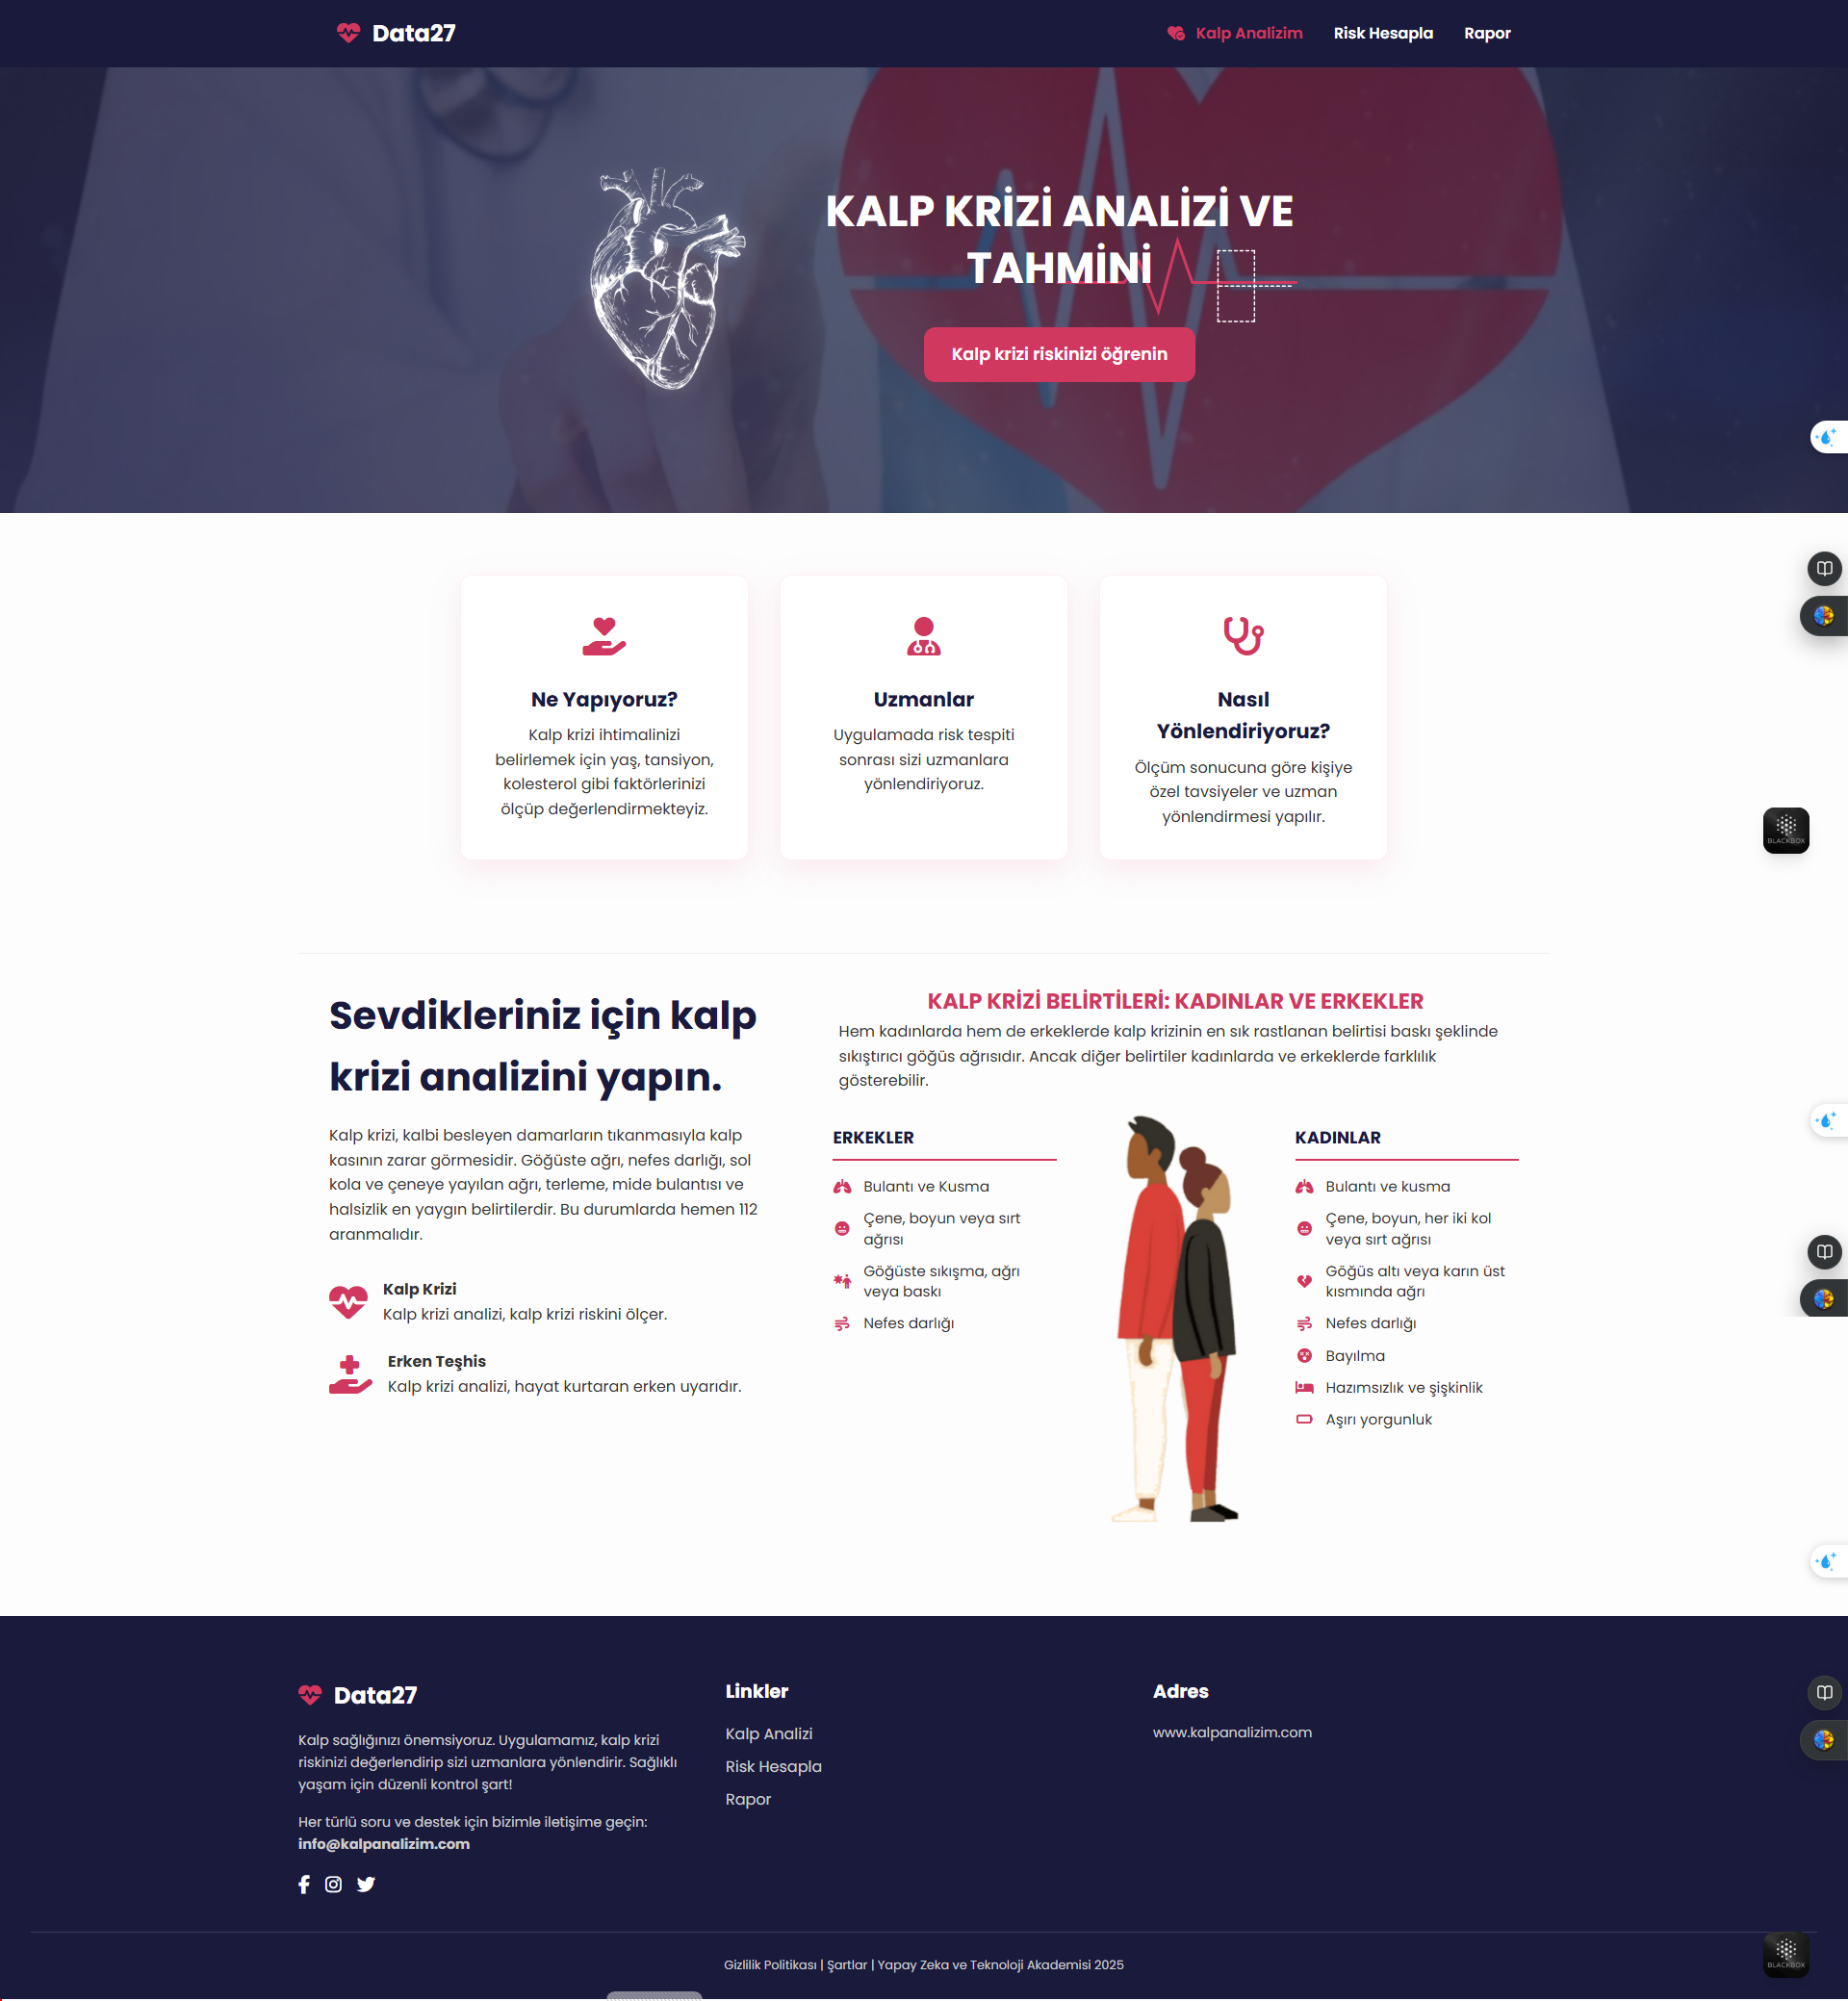 Data27
Kalp Analizim
Risk Hesapla
Rapor
KALP KRİZİ ANALİZİ VE
TAHMİNİ
Kalp krizi riskinizi öğrenin
Ne Yapıyoruz?
Kalp krizi ihtimalinizi
belirlemek için yaş, tansiyon,
kolesterol gibi faktörlerinizi
ölçüp değerlendirmekteyiz.
Uzmanlar
Uygulamada risk tespiti
sonrası sizi uzmanlara
yönlendiriyoruz.
Nasıl
Yönlendiriyoruz?
Ölçüm sonucuna göre kişiye
özel tavsiyeler ve uzman
yönlendirmesi yapılır.
BLACKBOX
Sevdikleriniz için kalp
krizi analizini yapın.
Kalp krizi, kalbi besleyen damarların tıkanmasıyla kalp
kasının zarar görmesidir. Göğüste ağrı, nefes darlığı, sol
kola ve çeneye yayılan ağrı, terleme, mide bulantısı ve
halsizlik en yaygın belirtilerdir. Bu durumlarda hemen 112
aranmalıdır.
Kalp Krizi
Kalp krizi analizi, kalp krizi riskini ölçer.
Erken Teşhis
Kalp krizi analizi, hayat kurtaran erken uyarıdır.
KALP KRİZİ BELİRTİLERİ: KADINLAR VE ERKEKLER
Hem kadınlarda hem de erkeklerde kalp krizinin en sık rastlanan belirtisi baskı şeklinde
sıkıştırıcı göğüs ağrısıdır. Ancak diğer belirtiler kadınlarda ve erkeklerde farklılık
gösterebilir.
ERKEKLER
Bulantı ve Kusma
Çene, boyun veya sırt
ağrısı
Göğüste sıkışma, ağrı
veya baskı
Nefes darlığı
KADINLAR
Bulantı ve kusma
Çene, boyun, her iki kol
veya sırt ağrısı
Göğüs altı veya karın üst
kısmında ağrı
Nefes darlığı
Bayılma
Hazımsızlık ve şişkinlik
Aşırı yorgunluk
Data27
Kalp sağlığınızı önemsiyoruz. Uygulamamız, kalp krizi
riskinizi değerlendirip sizi uzmanlara yönlendirir. Sağlıklı
yaşam için düzenli kontrol şart!
Her türlü soru ve destek için bizimle iletişime geçin:
info@kalpanalizim.com
Linkler
Kalp Analizi
Risk Hesapla
Rapor
Adres
www.kalpanalizim.com
Gizlilik Politikası | Şartlar | Yapay Zeka ve Teknoloji Akademisi 2025
BLACKBOX